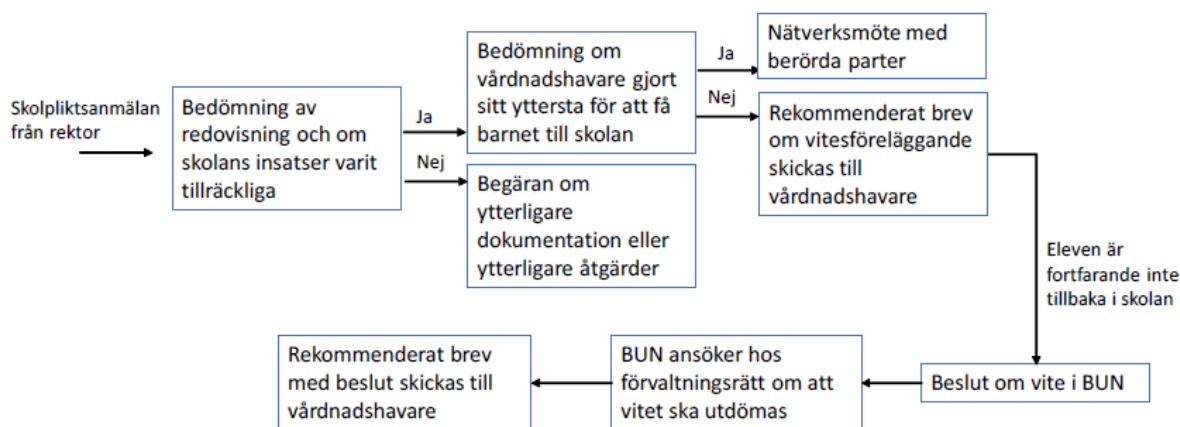 Skolpliktsanmälan
från rektor
Bedömning av
redovisning och om
skolans insatser varit
tillräckliga
Ja
Nej
Bedömning om
vårdnadshavare gjort
sitt yttersta för att få
barnet till skolan
Begäran om
ytterligare
dokumentation eller
ytterligare åtgärder
Ja
Nej
Nätverksmöte med
berörda parter
Rekommenderat brev
om vitesföreläggande
skickas till
vårdnadshavare
Eleven är
fortfarande inte
tillbaka i skolan
Beslut om vite i BUN
BUN ansöker hos
förvaltningsrätt om att
vitet ska utdömas
Rekommenderat brev
med beslut skickas till
vårdnadshavare